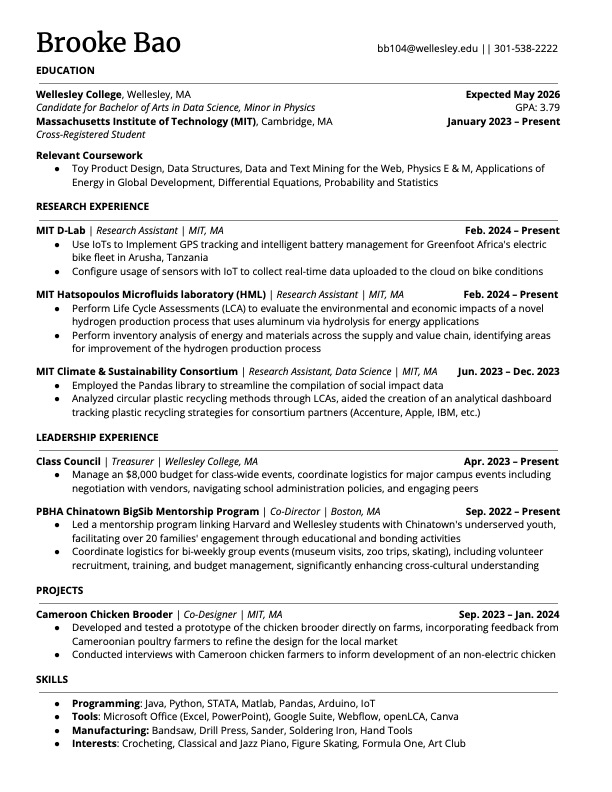 Brooke Bao
bb104@wellesley.edu || 301-538-2222
EDUCATION
Wellesley College, Wellesley, MA Expected May 2026
Candidate for Bachelor of Arts in Data Science, Minor in Physics GPA: 3.79
Massachusetts Institute of Technology (MIT), Cambridge, MA January 2023 – Present
Cross-Registered Student
Relevant Coursework
● Toy Product Design, Data Structures, Data and Text Mining for the Web, Physics E & M, Applications of
Energy in Global Development, Differential Equations, Probability and Statistics
RESEARCH EXPERIENCE
MIT D-Lab | Research Assistant | MIT, MA Feb. 2024 – Present
● Use IoTs to Implement GPS tracking and intelligent battery management for Greenfoot Africa's electric
bike fleet in Arusha, Tanzania
● Configure usage of sensors with IoT to collect real-time data uploaded to the cloud on bike conditions
MIT Hatsopoulos Microfluids laboratory (HML) | Research Assistant | MIT, MA Feb. 2024 – Present
● Perform Life Cycle Assessments (LCA) to evaluate the environmental and economic impacts of a novel
hydrogen production process that uses aluminum via hydrolysis for energy applications
● Perform inventory analysis of energy and materials across the supply and value chain, identifying areas
for improvement of the hydrogen production process
MIT Climate & Sustainability Consortium | Research Assistant, Data Science | MIT, MA Jun. 2023 – Dec. 2023
● Employed the Pandas library to streamline the compilation of social impact data
● Analyzed circular plastic recycling methods through LCAs, aided the creation of an analytical dashboard
tracking plastic recycling strategies for consortium partners (Accenture, Apple, IBM, etc.)
LEADERSHIP EXPERIENCE
Class Council | Treasurer | Wellesley College, MA Apr. 2023 – Present
● Manage an $8,000 budget for class-wide events, coordinate logistics for major campus events including
negotiation with vendors, navigating school administration policies, and engaging peers
PBHA Chinatown BigSib Mentorship Program | Co-Director | Boston, MA Sep. 2022 – Present
● Led a mentorship program linking Harvard and Wellesley students with Chinatown's underserved youth,
facilitating over 20 families' engagement through educational and bonding activities
● Coordinate logistics for bi-weekly group events (museum visits, zoo trips, skating), including volunteer
recruitment, training, and budget management, significantly enhancing cross-cultural understanding
PROJECTS
Cameroon Chicken Brooder | Co-Designer | MIT, MA Sep. 2023 – Jan. 2024
● Developed and tested a prototype of the chicken brooder directly on farms, incorporating feedback from
Cameroonian poultry farmers to refine the design for the local market
● Conducted interviews with Cameroon chicken farmers to inform development of an non-electric chicken
SKILLS
● Programming: Java, Python, STATA, Matlab, Pandas, Arduino, IoT
● Tools: Microsoft Office (Excel, PowerPoint), Google Suite, Webflow, openLCA, Canva
● Manufacturing: Bandsaw, Drill Press, Sander, Soldering Iron, Hand Tools
● Interests: Crocheting, Classical and Jazz Piano, Figure Skating, Formula One, Art Club